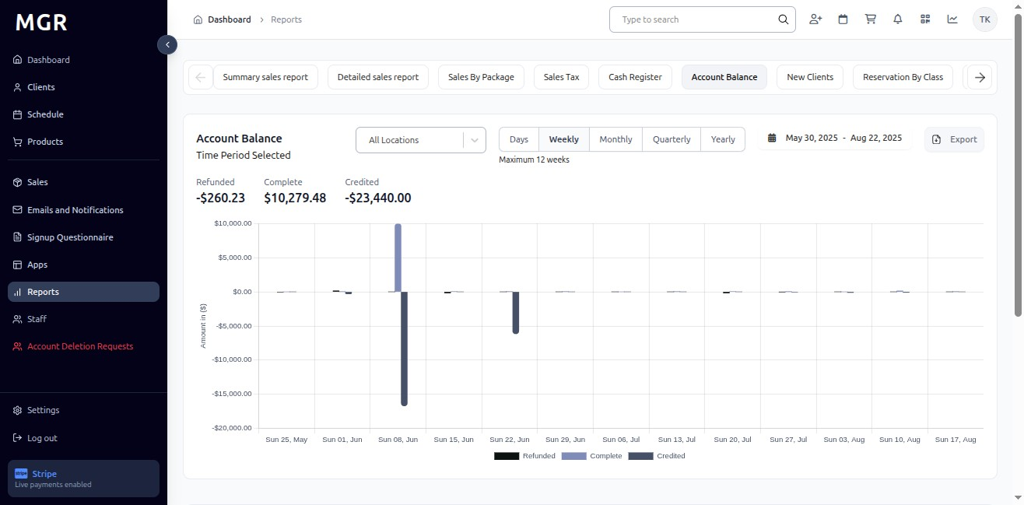 MGR
Dashboard
Clients
Schedule
Products
Sales
Emails and Notifications
Signup Questionnaire
Apps
Reports
Staff
Account Deletion Requests
Settings
Log out
Stripe
Live payments enabled
Dashboard > Reports
Type to search
TK
Summary sales report
Detailed sales report
Sales By Package
Sales Tax
Cash Register
Account Balance
New Clients
Reservation By Class
Account Balance
Time Period Selected
All Locations
Days Weekly Monthly Quarterly Yearly
Maximum 12 weeks
May 30, 2025 - Aug 22, 2025
Export
Refunded Complete Credited
-$260.23 $10,279.48 -$23,440.00
Amount in ($)
$10,000.00
$5,000.00
$0.00
-$5,000.00
-$10,000.00
-$15,000.00
-$20,000.00
Sun 25, May Sun 01, Jun Sun 08, Jun Sun 15, Jun Sun 22, Jun Sun 29, Jun Sun 06, Jul Sun 13, Jul Sun 20, Jul Sun 27, Jul Sun 03, Aug Sun 10, Aug Sun 17, Aug
Refunded Complete Credited